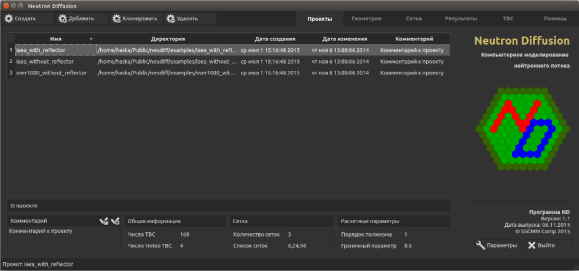 Neutron Diffusion
Создать Добавить Клонировать Удалить Проекты Геометрия Сетка Результаты ТВС Помощь
Имя Директория Дата создания Дата изменения Комментарий
1 iaea_with_reflector /home/haska/Public/neudiff/examples/iaea_with_refl... ср июл 1 15:16:48 2015 чт ноя 6 13:08:06 2014 Комментарий к проекту
2 iaea_without_reflector /home/haska/Public/neudiff/examples/iaea_without_... ср июл 1 15:16:48 2015 чт ноя 6 13:08:06 2014 Комментарий к проекту
3 vver1000_without_reflector /home/haska/Public/neudiff/examples/vver1000_wit... ср июл 1 15:16:48 2015 чт ноя 6 13:08:06 2014 Комментарий к проекту
Neutron Diffusion
Компьютерное моделирование
нейтронного потока
О проекте
Комментарий
Комментарий к проекту
Общая информация
Число ТВС 169
Число типов ТВС 4
Сетка
Количество сеток 3
Список сеток 6,24,96
Расчетные параметры
Порядок полинома 1
Граничный параметр 0.5
Программа ND
Версия: 1.1
Дата выпуска: 06.11.2015
© SSCMM Comp 2015
Параметры Выйти
Проект: iaea_with_reflector